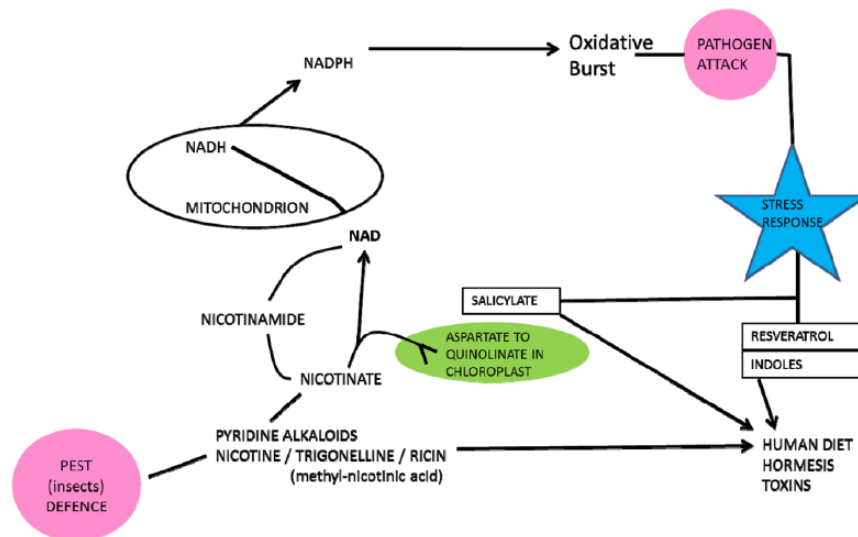 NADPH
Oxidative
Burst
PATHOGEN
ATTACK
NADH
MITOCHONDRION
STRESS
RESPONSE
NAD
SALICYLATE
NICOTINAMIDE
ASPARTATE TO
QUINOLINATE IN
CHLOROPLAST
RESVERATROL
INDOLES
NICOTINATE
PYRIDINE ALKALOIDS
NICOTINE / TRIGONELLINE / RICIN
(methyl-nicotinic acid)
HUMAN DIET
HORMESIS
TOXINS
PEST
(insects)
DEFENCE